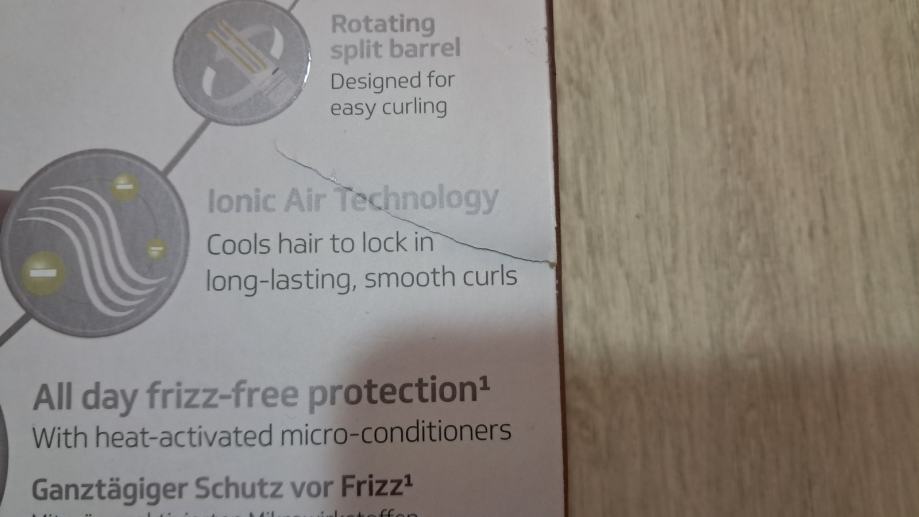 Rotating
split barrel
Designed for
easy curling
Ionic Air Technology
Cools hair to lock in
long-lasting, smooth curls
All day frizz-free protection¹
With heat-activated micro-conditioners
Ganztägiger Schutz vor Frizz¹